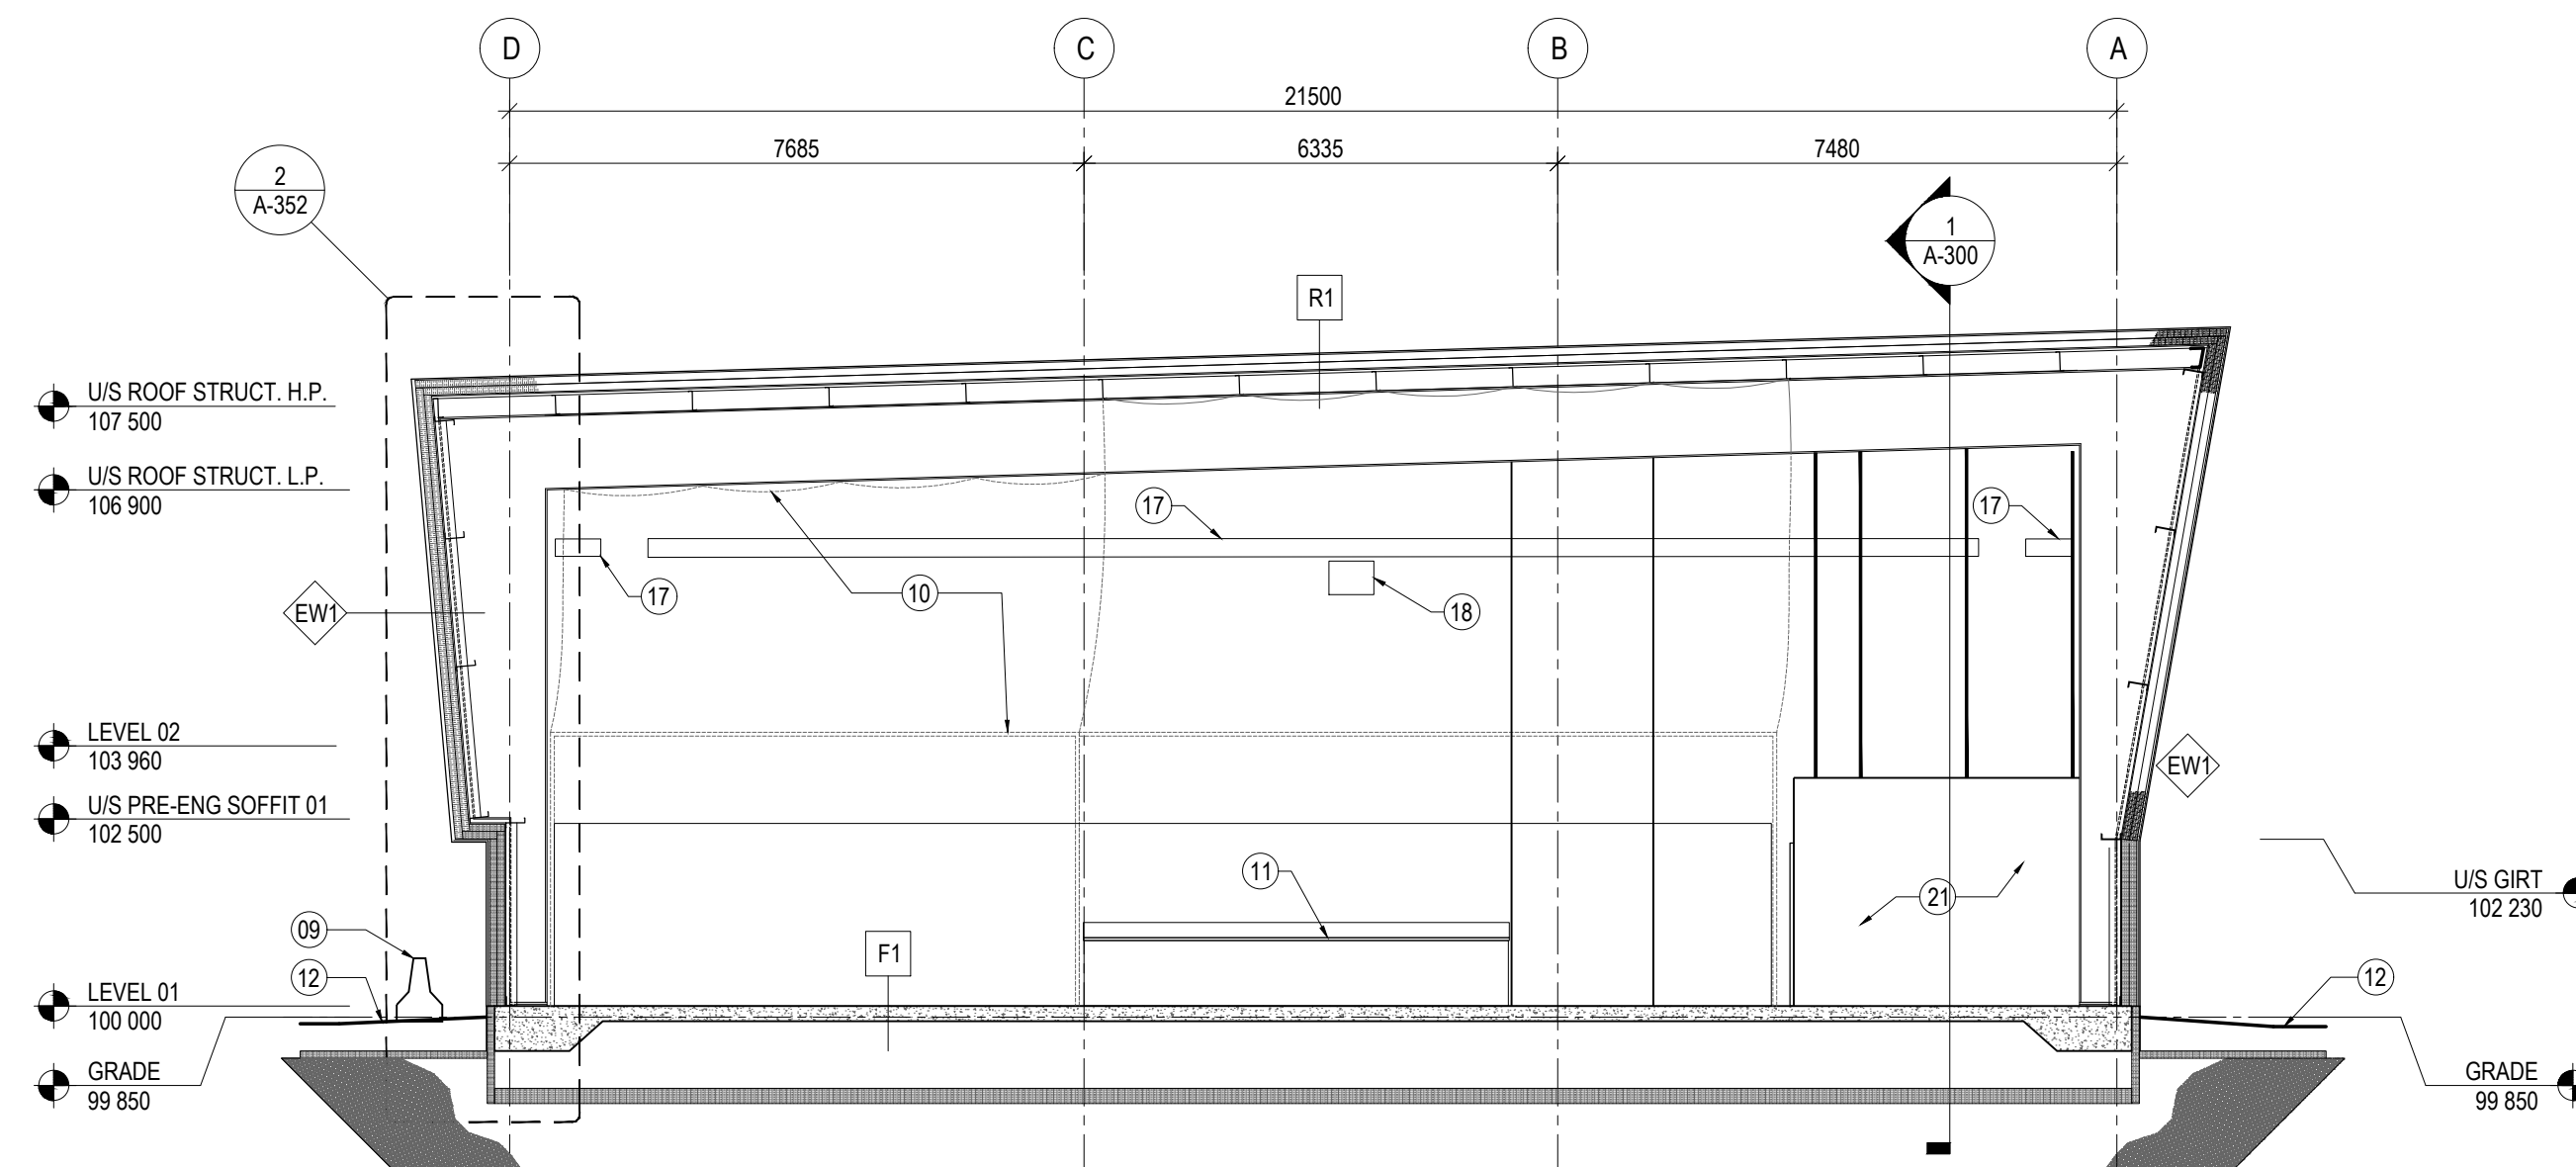 D
C
B
A
21500
7685
6335
7480
2
A-352
1
A-300
R1
U/S ROOF STRUCT. H.P.
107 500
U/S ROOF STRUCT. L.P.
106 900
17
17
10
17
18
EW1
LEVEL 02
103 960
EW1
U/S PRE-ENG SOFFIT 01
102 500
11
21
U/S GIRT
102 230
09
F1
12
12
LEVEL 01
100 000
GRADE
99 850
GRADE
99 850